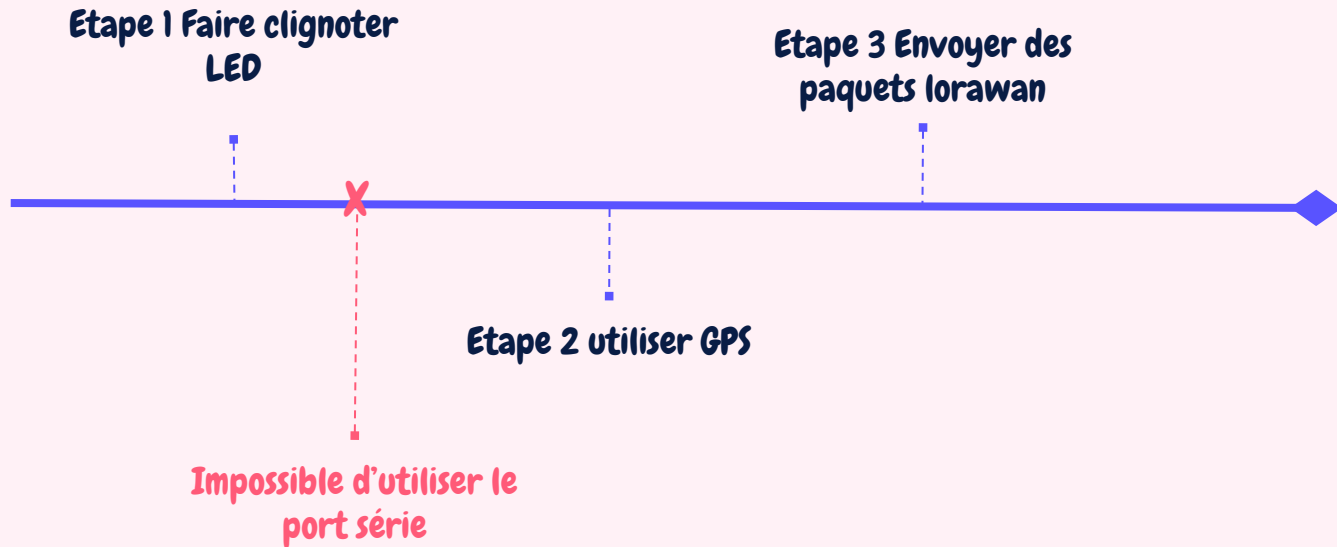 Etape 1 Faire clignoter
LED
Etape 3 Envoyer des
paquets lorawan
Etape 2 utiliser GPS
Impossible d'utiliser le
port série